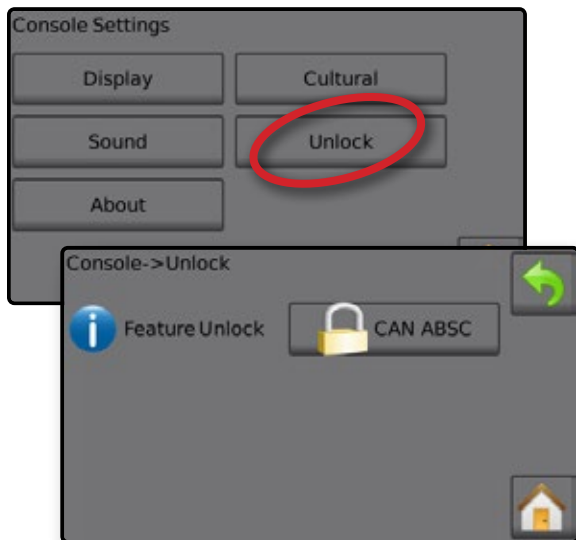 Console Settings
Display
Cultural
Sound
Unlock
About
Console->Unlock
Feature Unlock
CAN ABSC